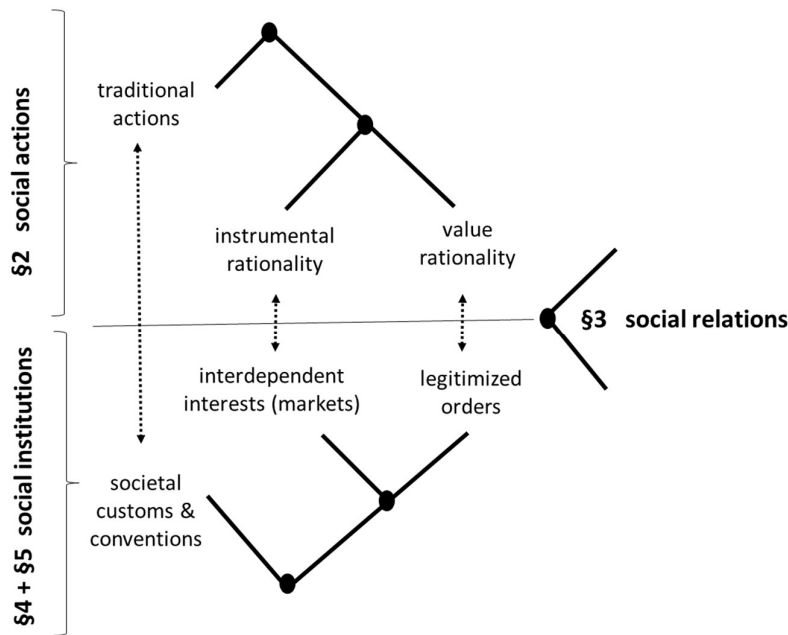 §2 social actions
traditional
actions
instrumental
rationality
value
rationality
§3 social relations
§4 + §5 social institutions
interdependent
interests (markets)
legitimized
orders
societal
customs &
conventions